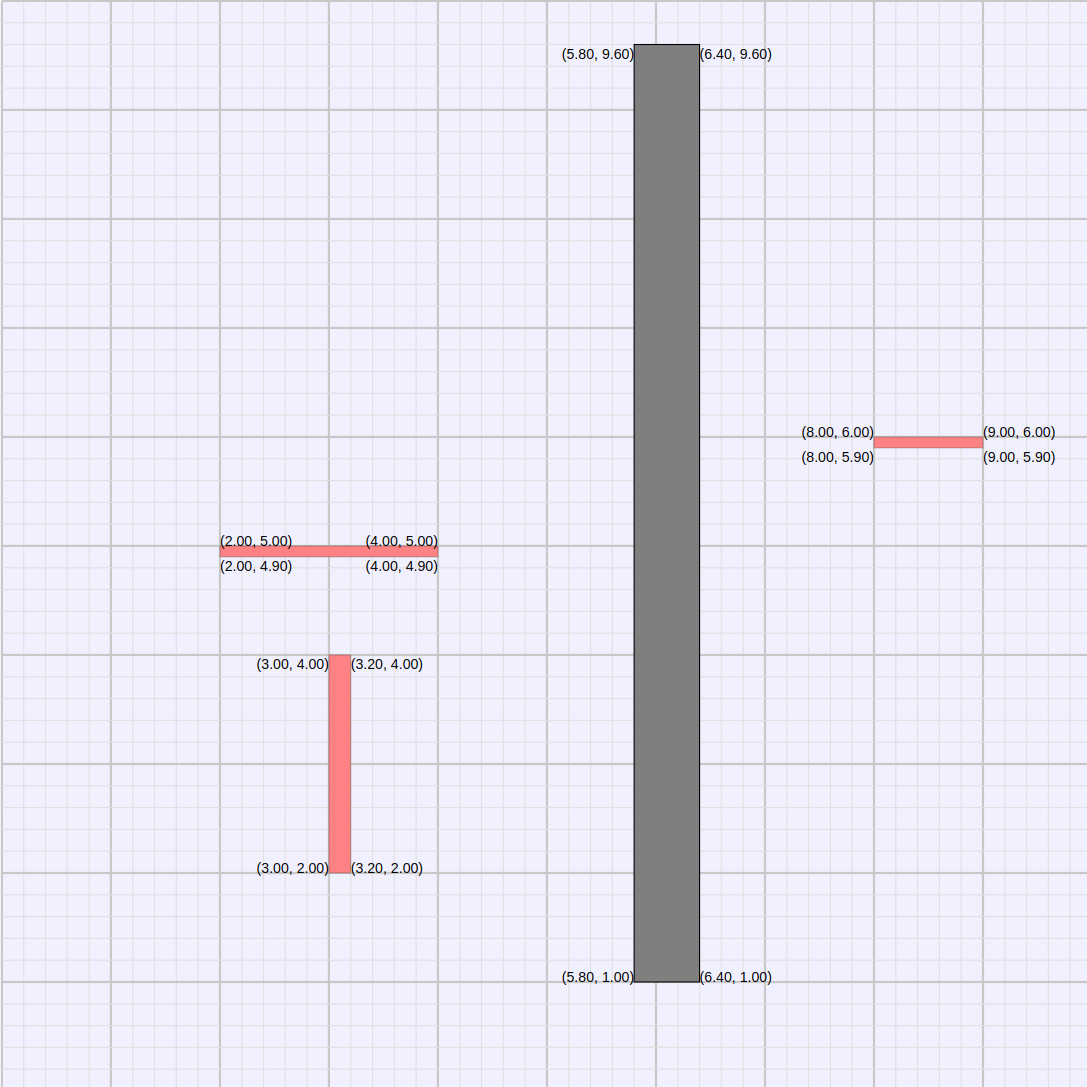 (5.80, 9.60) (6.40, 9.60)
(8.00, 6.00) (9.00, 6.00)
(8.00, 5.90) (9.00, 5.90)
(2.00, 5.00) (4.00, 5.00)
(2.00, 4.90) (4.00, 4.90)
(3.00, 4.00) (3.20, 4.00)
(3.00, 2.00) (3.20, 2.00)
(5.80, 1.00) (6.40, 1.00)